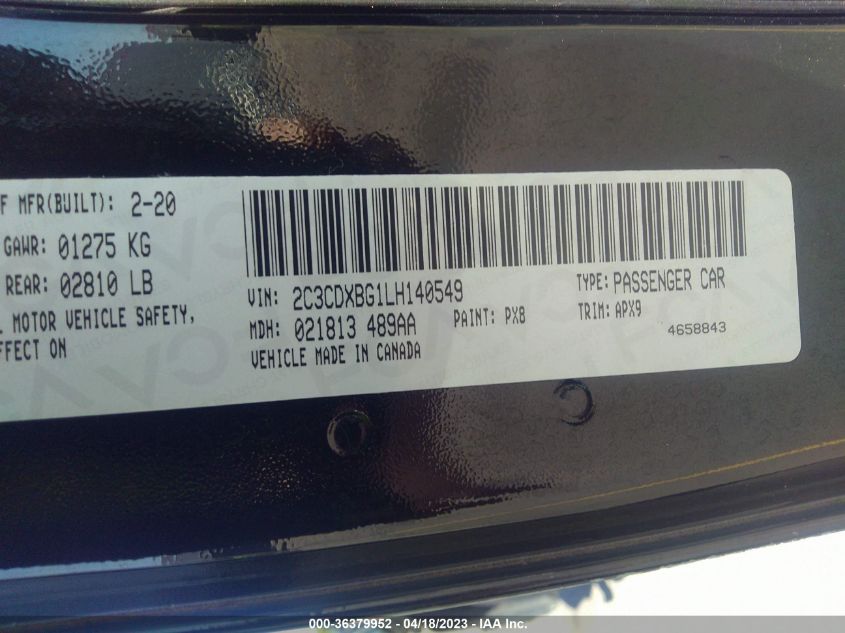 F MFR(BUILT): 2-20
GAWR: 01275 KG
REAR: 02810 LB
MOTOR VEHICLE SAFETY,
FFECT ON
VIN: 2C3CDXBG1LH140549
TYPE: PASSENGER CAR
MDH: 021813 489AA
PAINT: PX8
TRIM: APX9
VEHICLE MADE IN CANADA
4658843
000-36379952 - 04/18/2023 - IAA Inc.